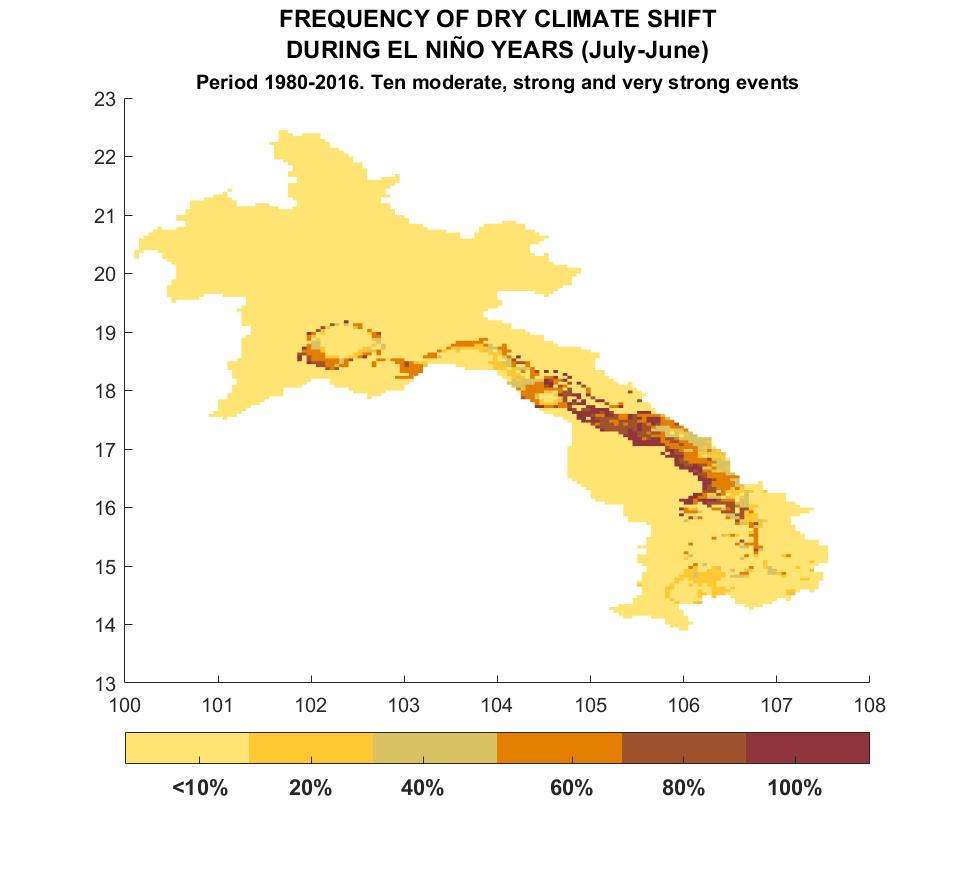 FREQUENCY OF DRY CLIMATE SHIFT
DURING EL NIÑO YEARS (July-June)
Period 1980-2016. Ten moderate, strong and very strong events
23
22
21
20
19
18
17
16
15
14
13
100 101 102 103 104 105 106 107 108
<10% 20% 40% 60% 80% 100%